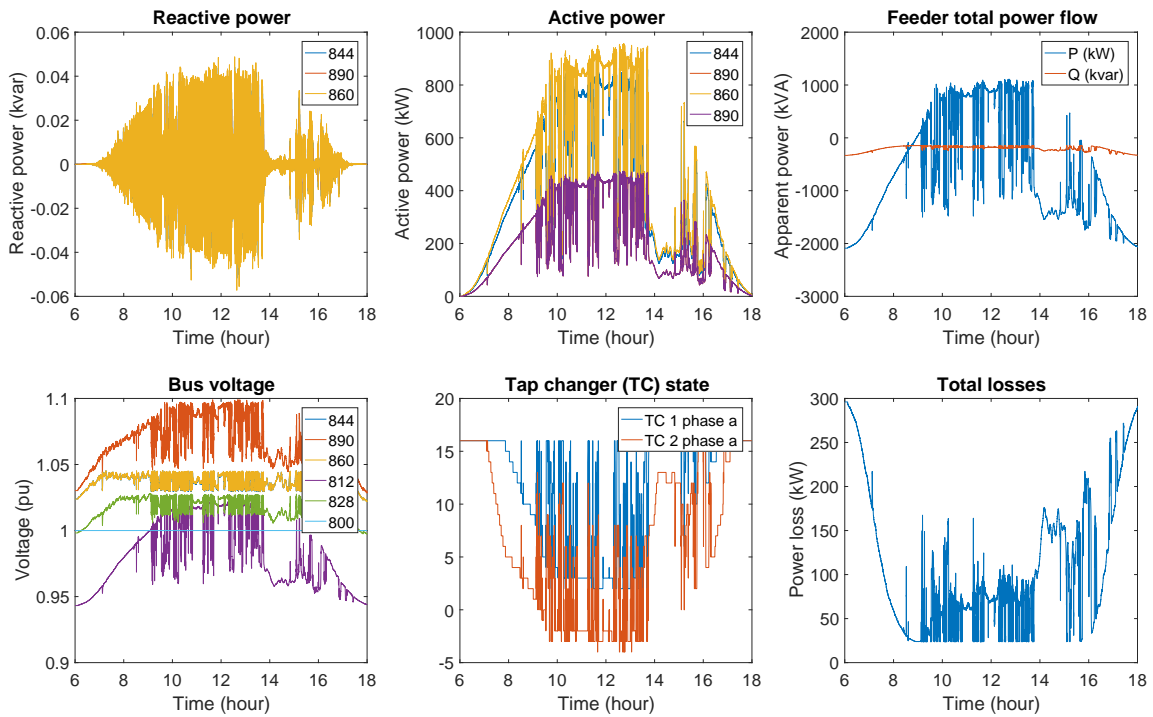 Reactive power
Reactive power (kvar)
0.06
0.04
0.02
0
-0.02
-0.04
-0.06
6 8 10 12 14 16 18
Time (hour)
844
890
860
Active power
Active power (kW)
1000
800
600
400
200
0
6 8 10 12 14 16 18
Time (hour)
844
890
860
890
Feeder total power flow
Apparent power (kVA)
2000
1000
0
-1000
-2000
-3000
6 8 10 12 14 16 18
Time (hour)
P (kW)
Q (kvar)
Bus voltage
Voltage (pu)
1.1
1.05
1
0.95
0.9
6 8 10 12 14 16 18
Time (hour)
844
890
860
812
828
800
Tap changer (TC) state
20
15
10
5
0
-5
6 8 10 12 14 16 18
Time (hour)
TC 1 phase a
TC 2 phase a
Total losses
Power loss (kW)
300
250
200
150
100
50
0
6 8 10 12 14 16 18
Time (hour)